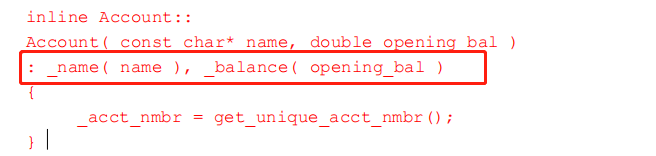 inline Account::
Account( const char* name, double opening_bal )
: _name( name ), _balance( opening_bal )
{
_acct_nmbr = get_unique_acct_nmbr();
}